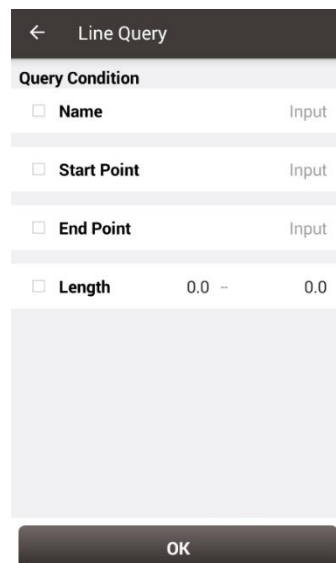 Line Query
Query Condition
Name Input
Start Point Input
End Point Input
Length 0.0 -- 0.0
OK